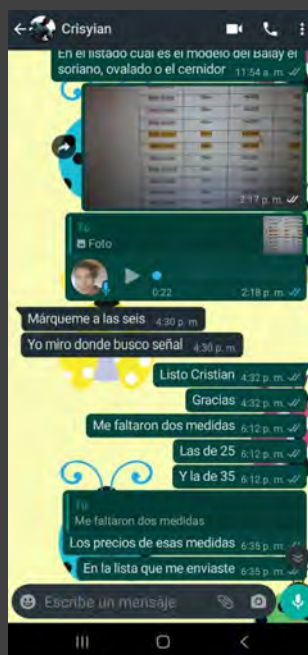 Crisyian
En el listado cual es el modelo del Balay el
soriano, ovalado o el cernidor 11:54 a. m.
2:17 p. m.
Tú
Foto
0:22 2:18 p. m.
Márqueme a las seis 4:30 p. m.
Yo miro donde busco señal 4:30 p. m.
Listo Cristian 4:32 p. m.
Gracias 4:32 p. m.
Me faltaron dos medidas 6:12 p. m.
Las de 25 6:12 p. m.
Y la de 35 6:12 p. m.
Tú
Me faltaron dos medidas
Los precios de esas medidas 6:35 p. m.
En la lista que me enviaste 6:35 p. m.
Escribe un mensaje